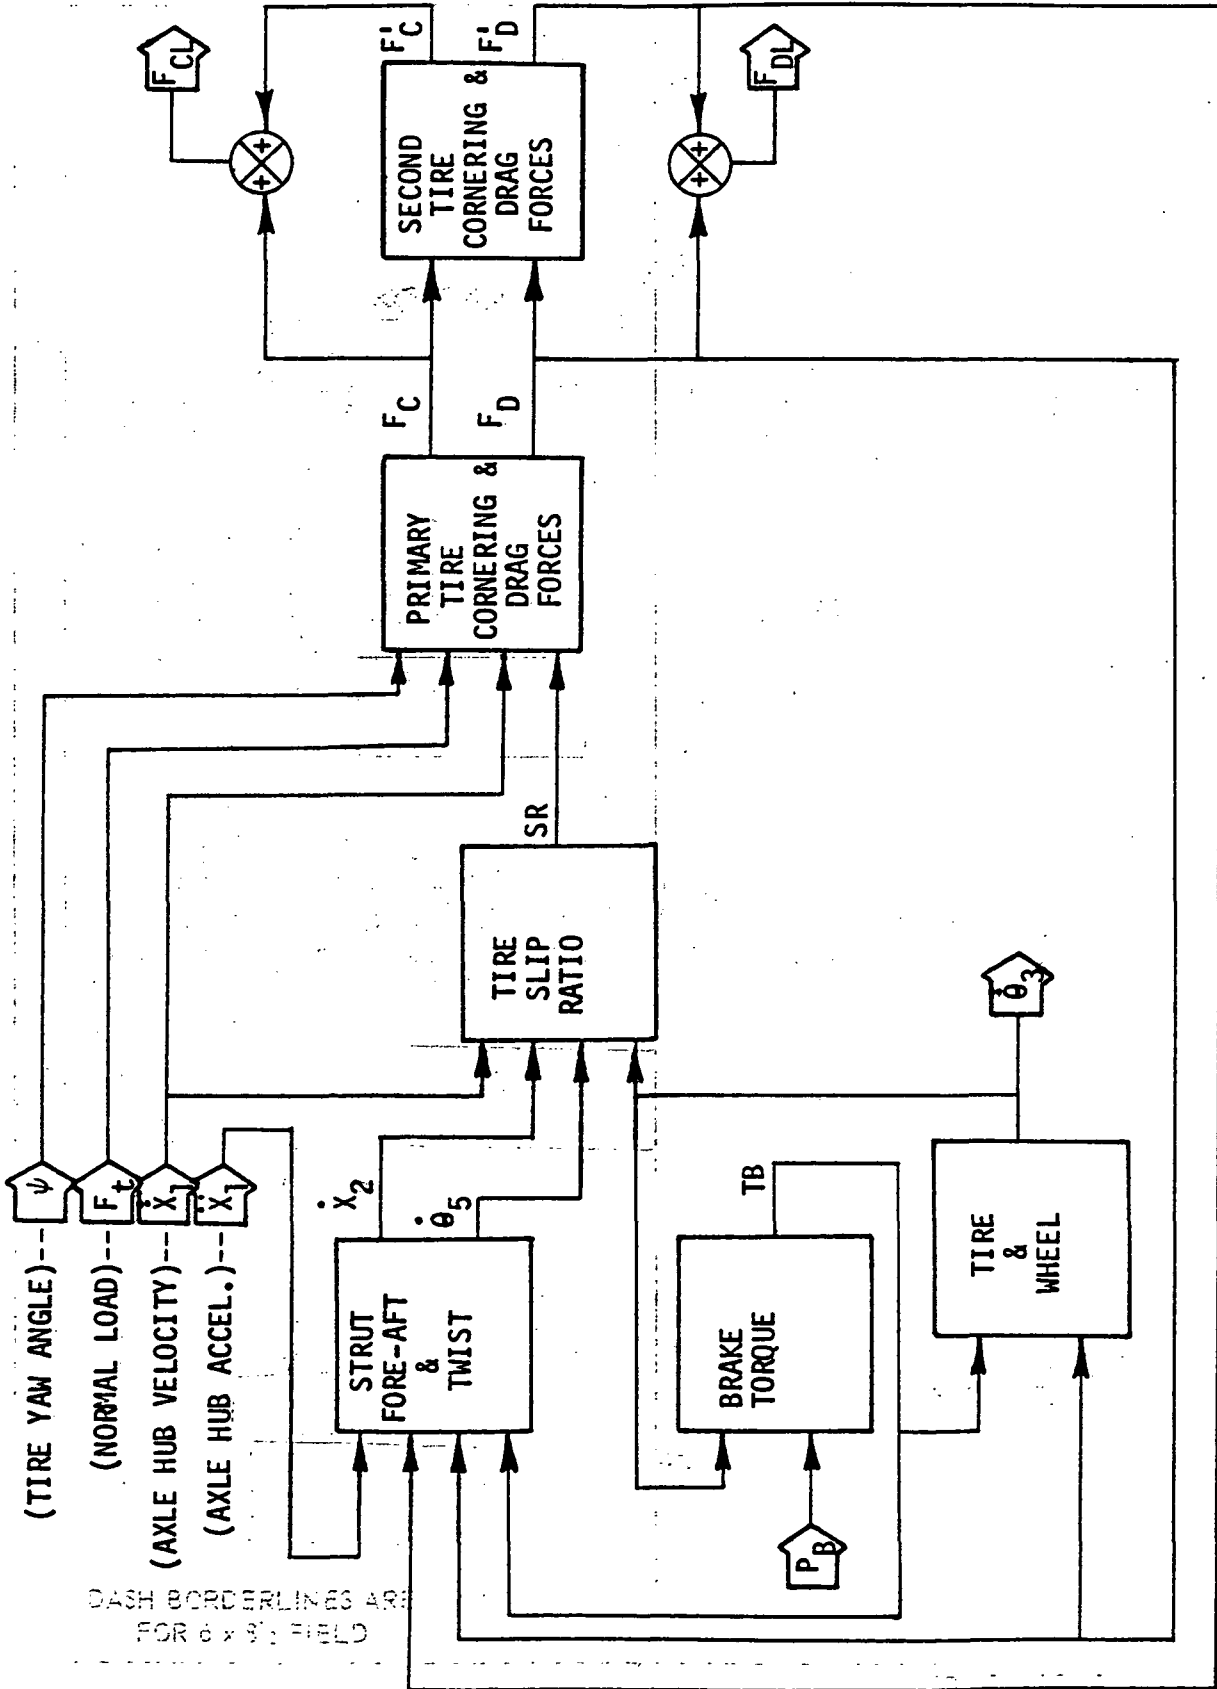 (TIRE YAW ANGLE)-- ψ
(NORMAL LOAD)-- F_t
(AXLE HUB VELOCITY)-- Ẋ_1
(AXLE HUB ACCEL.)-- Ẍ_1
STRUT
FORE-AFT
&
TWIST
Ẋ_2
θ̇_5
P_B
BRAKE
TORQUE
TB
TIRE
&
WHEEL
θ̇_3
TIRE
SLIP
RATIO
SR
PRIMARY
TIRE
CORNERING &
DRAG
FORCES
F_C
F_D
SECOND
TIRE
CORNERING &
DRAG
FORCES
F'_C
F'_D
+ +
F_CL
+ +
F_DL
DASH BORDERLINES ARE
FOR 6 x 8½ FIELD